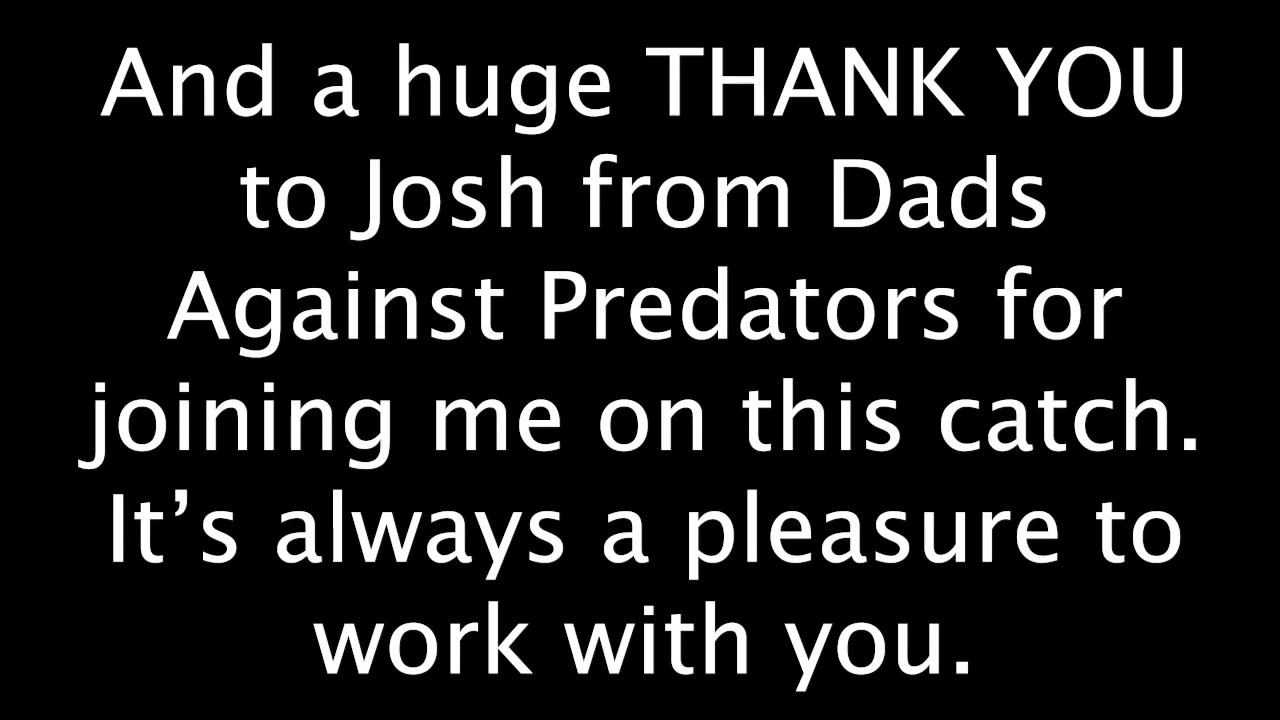 And a huge THANK YOU
to Josh from Dads
Against Predators for
joining me on this catch.
It’s always a pleasure to
work with you.